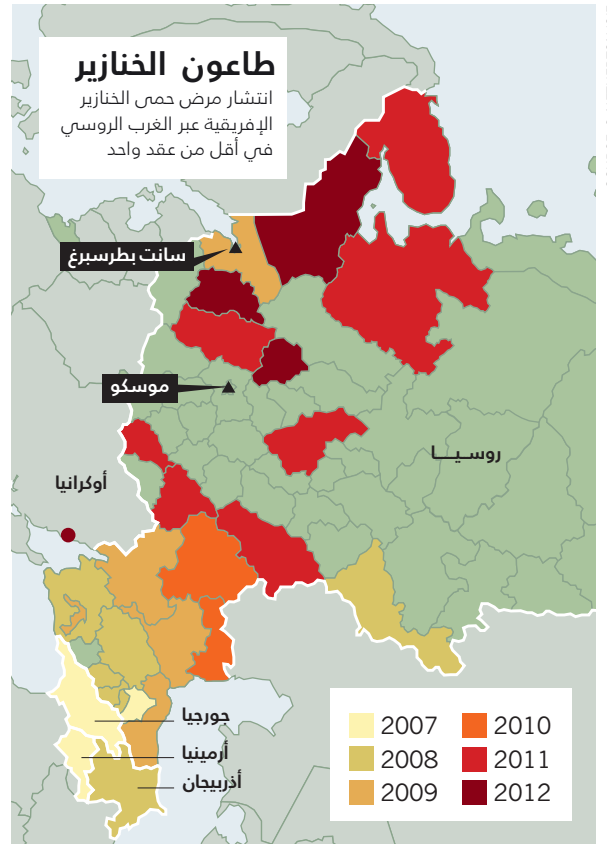 طاعون الخنازير
انتشار مرض حمى الخنازير
الإفريقية عبر الغرب الروسي
في أقل من عقد واحد
سانت بطرسبرغ
موسكو
روسـيـــا
أوكرانيا
جورجيا
أرمينيا
أذربيجان
2007
2008
2009
2010
2011
2012